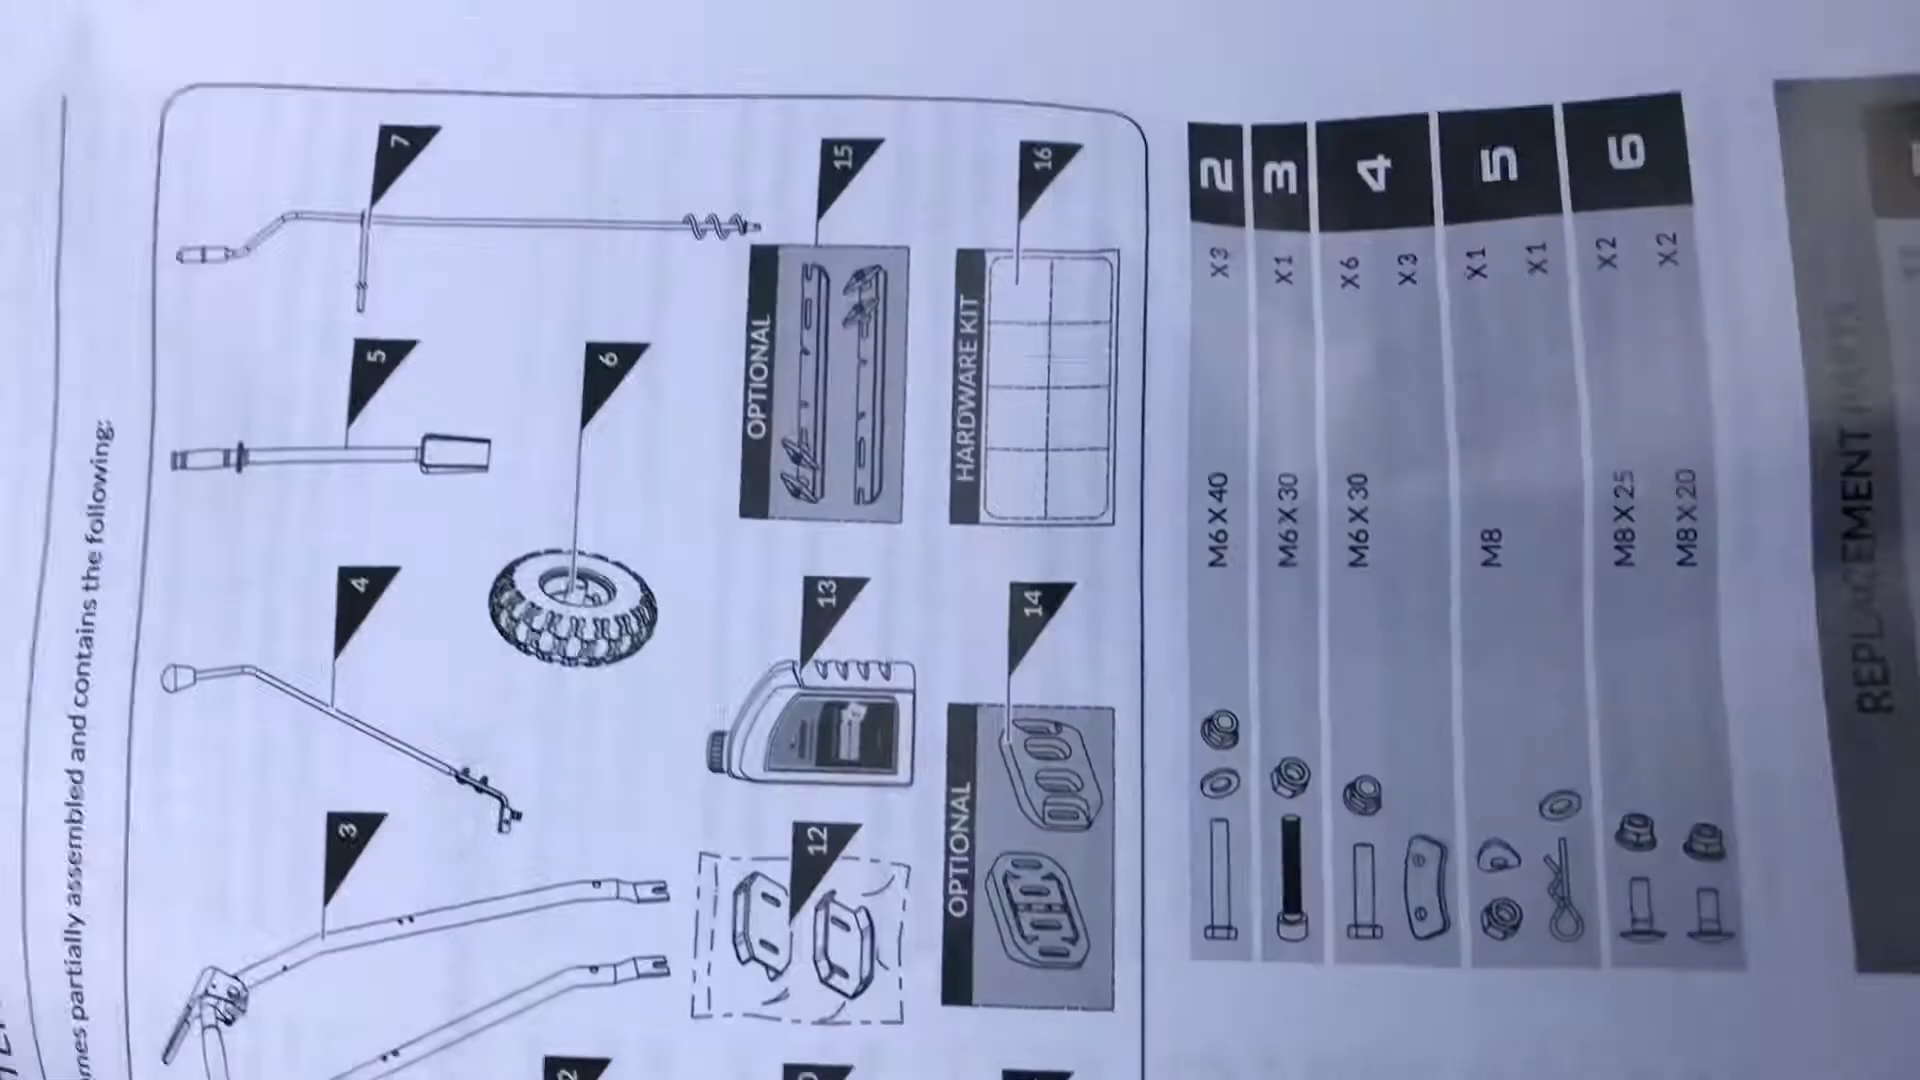 mes partially assembled and contains the following:
3
4
5
7
6
12
13
OPTIONAL
15
OPTIONAL
14
HARDWARE KIT
16
M6 X 40 X3 2
M6 X 30 X1 3
M6 X 30 X6 4
X3
M8 X1 5
X1
M8 X 25 X2 6
M8 X 20 X2
REPLACEMENT PARTS